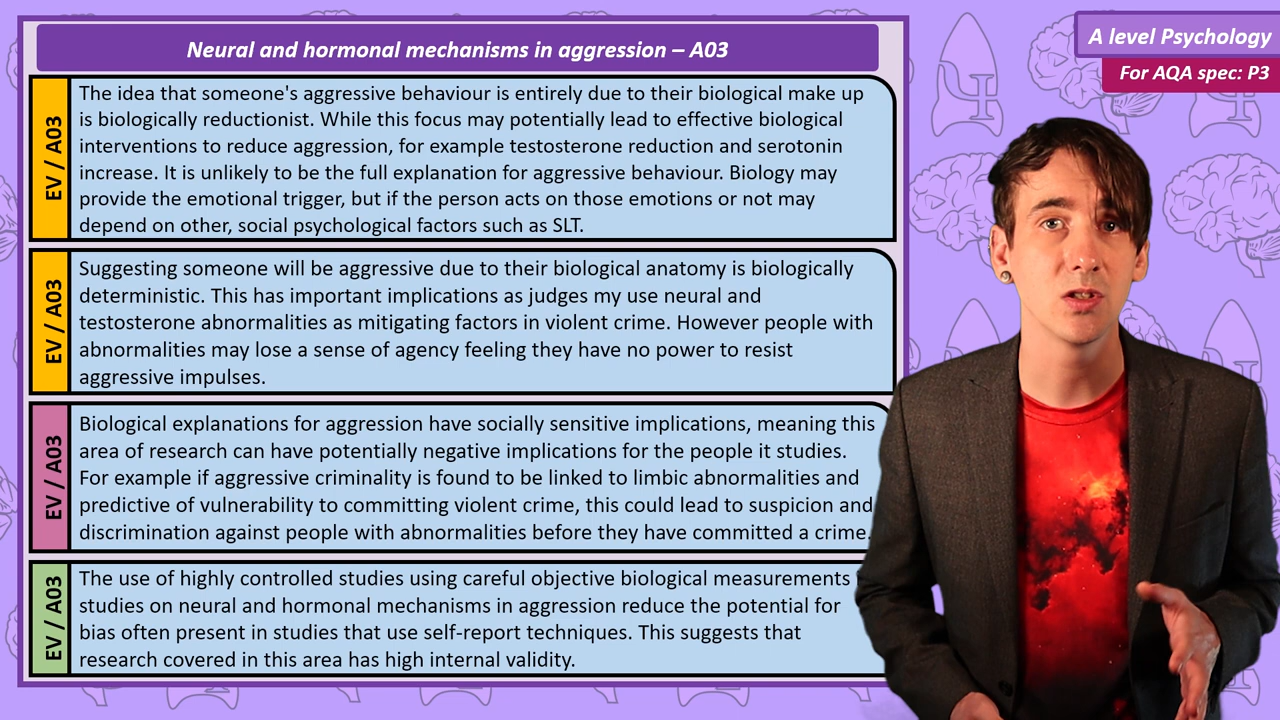 Neural and hormonal mechanisms in aggression – A03
A level Psychology
For AQA spec: P3
EV / A03
The idea that someone's aggressive behaviour is entirely due to their biological make up
is biologically reductionist. While this focus may potentially lead to effective biological
interventions to reduce aggression, for example testosterone reduction and serotonin
increase. It is unlikely to be the full explanation for aggressive behaviour. Biology may
provide the emotional trigger, but if the person acts on those emotions or not may
depend on other, social psychological factors such as SLT.
EV / A03
Suggesting someone will be aggressive due to their biological anatomy is biologically
deterministic. This has important implications as judges my use neural and
testosterone abnormalities as mitigating factors in violent crime. However people with
abnormalities may lose a sense of agency feeling they have no power to resist
aggressive impulses.
EV / A03
Biological explanations for aggression have socially sensitive implications, meaning this
area of research can have potentially negative implications for the people it studies.
For example if aggressive criminality is found to be linked to limbic abnormalities and
predictive of vulnerability to committing violent crime, this could lead to suspicion and
discrimination against people with abnormalities before they have committed a crime.
EV / A03
The use of highly controlled studies using careful objective biological measurements
studies on neural and hormonal mechanisms in aggression reduce the potential for
bias often present in studies that use self-report techniques. This suggests that
research covered in this area has high internal validity.